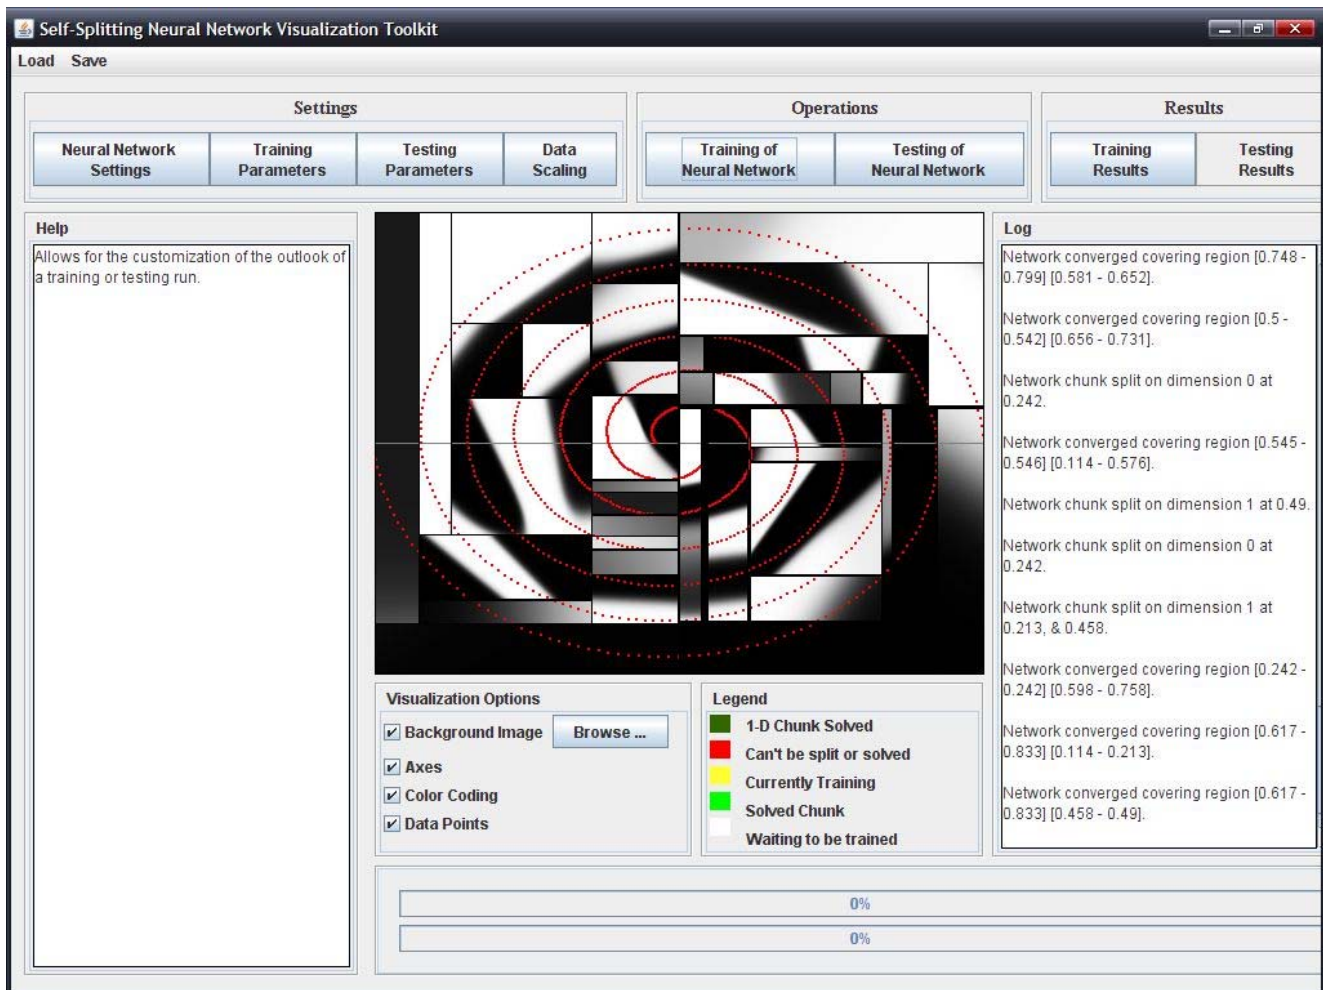 Self-Splitting Neural Network Visualization Toolkit
Load Save
Settings
Neural Network
Settings
Training
Parameters
Testing
Parameters
Data
Scaling
Operations
Training of
Neural Network
Testing of
Neural Network
Results
Training
Results
Testing
Results
Help
Allows for the customization of the outlook of
a training or testing run.
Visualization Options
Background Image
Browse ...
Axes
Color Coding
Data Points
Legend
1-D Chunk Solved
Can't be split or solved
Currently Training
Solved Chunk
Waiting to be trained
Log
Network converged covering region [0.748 -
0.799] [0.581 - 0.652].
Network converged covering region [0.5 -
0.542] [0.656 - 0.731].
Network chunk split on dimension 0 at
0.242.
Network converged covering region [0.545 -
0.546] [0.114 - 0.576].
Network chunk split on dimension 1 at 0.49.
Network chunk split on dimension 0 at
0.242.
Network chunk split on dimension 1 at
0.213, & 0.458.
Network converged covering region [0.242 -
0.242] [0.598 - 0.758].
Network converged covering region [0.617 -
0.833] [0.114 - 0.213].
Network converged covering region [0.617 -
0.833] [0.458 - 0.49].
0%
0%